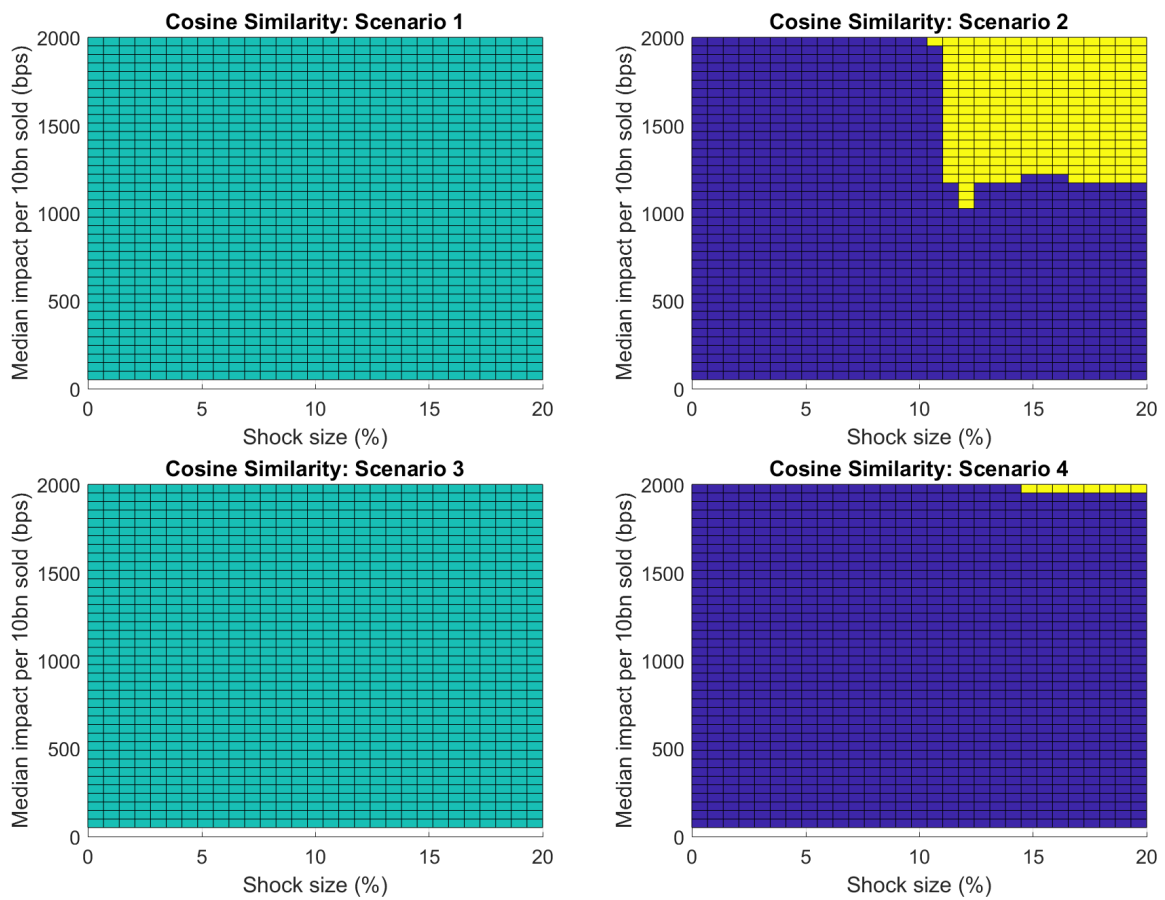 Cosine Similarity: Scenario 1
2000
1500
1000
500
0
Median impact per 10bn sold (bps)
0 5 10 15 20
Shock size (%)
Cosine Similarity: Scenario 2
2000
1500
1000
500
0
Median impact per 10bn sold (bps)
0 5 10 15 20
Shock size (%)
Cosine Similarity: Scenario 3
2000
1500
1000
500
0
Median impact per 10bn sold (bps)
0 5 10 15 20
Shock size (%)
Cosine Similarity: Scenario 4
2000
1500
1000
500
0
Median impact per 10bn sold (bps)
0 5 10 15 20
Shock size (%)